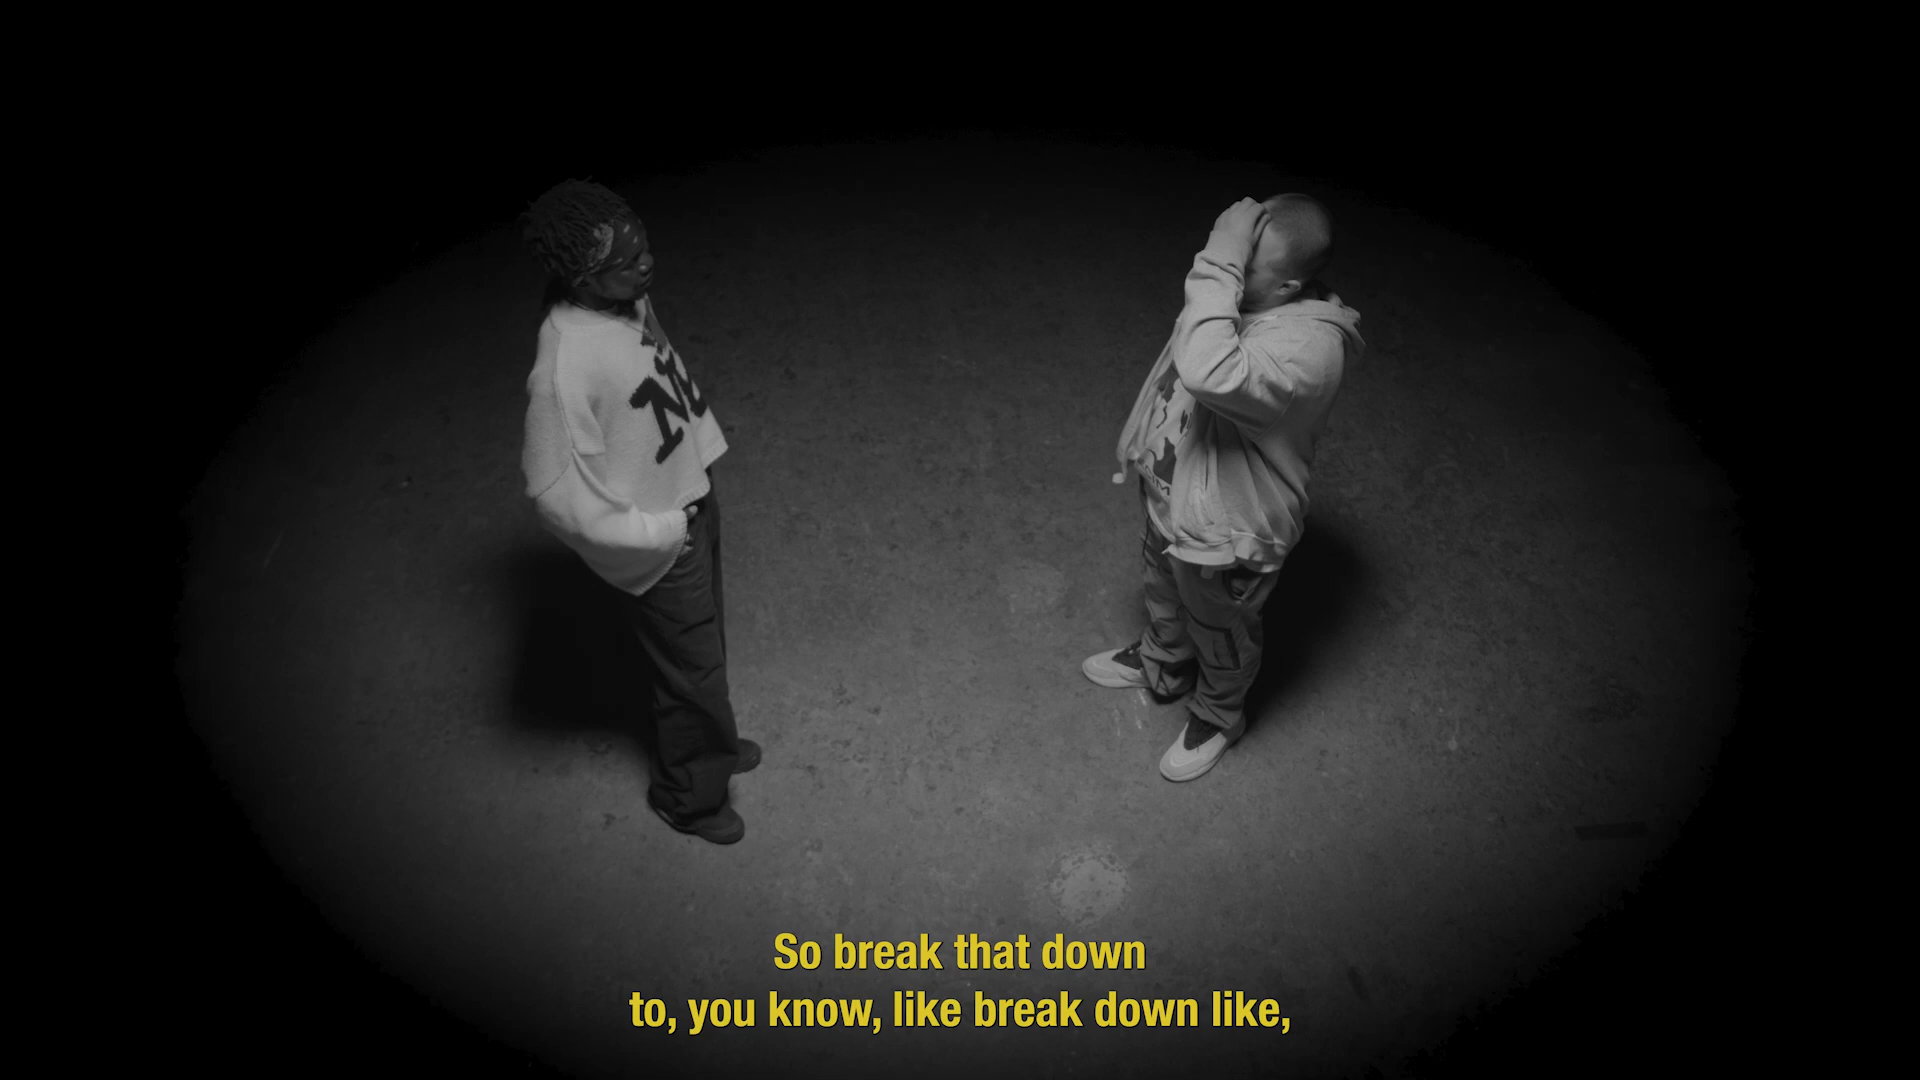 So break that down
to, you know, like break down like,